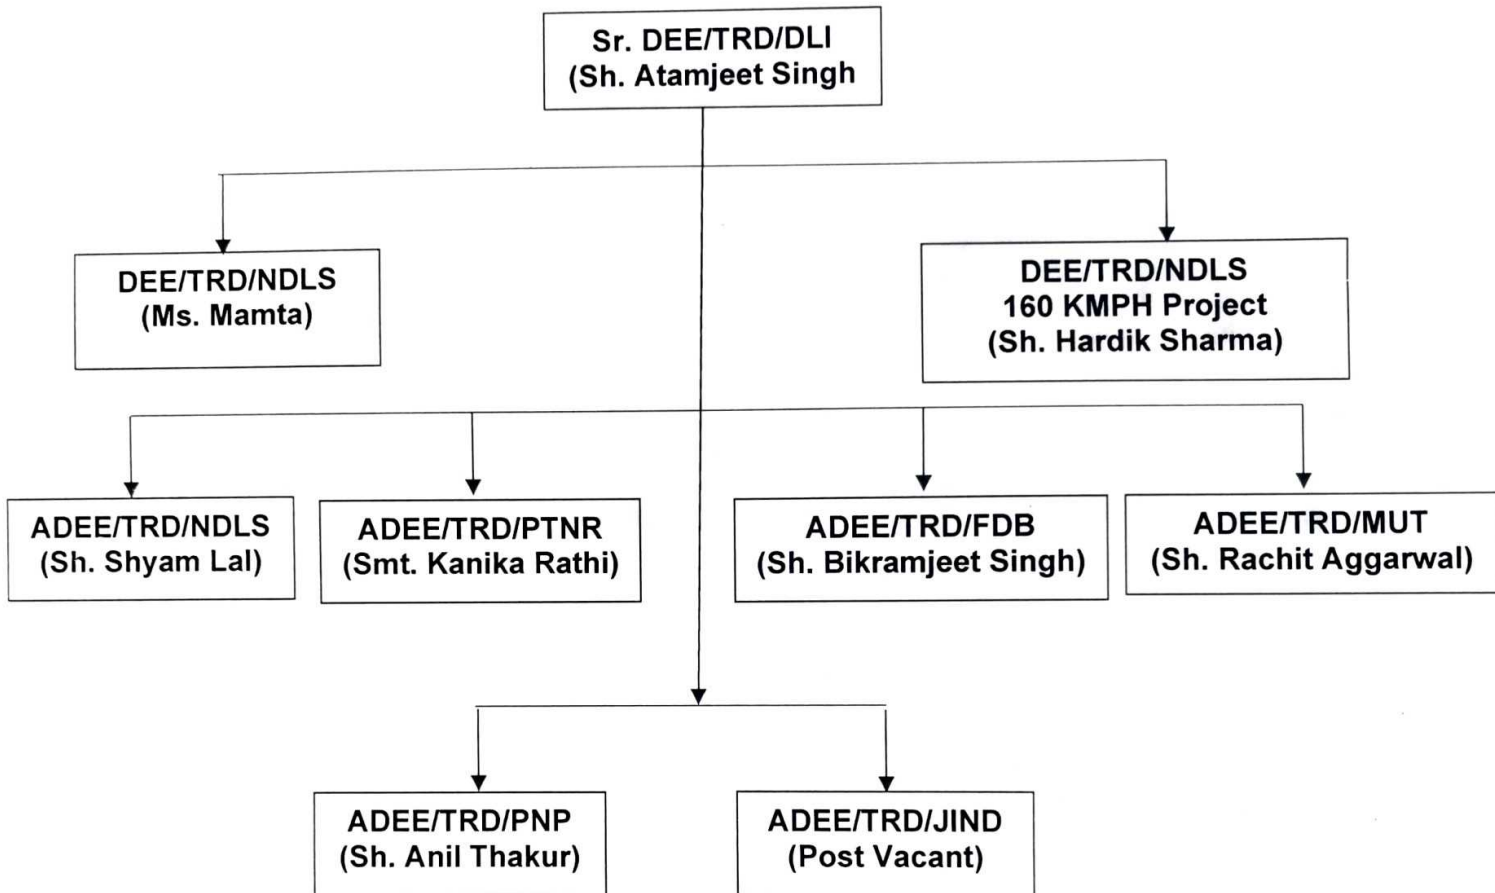 Sr. DEE/TRD/DLI
(Sh. Atamjeet Singh
DEE/TRD/NDLS
(Ms. Mamta)
DEE/TRD/NDLS
160 KMPH Project
(Sh. Hardik Sharma)
ADEE/TRD/NDLS
(Sh. Shyam Lal)
ADEE/TRD/PTNR
(Smt. Kanika Rathi)
ADEE/TRD/FDB
(Sh. Bikramjeet Singh)
ADEE/TRD/MUT
(Sh. Rachit Aggarwal)
ADEE/TRD/PNP
(Sh. Anil Thakur)
ADEE/TRD/JIND
(Post Vacant)